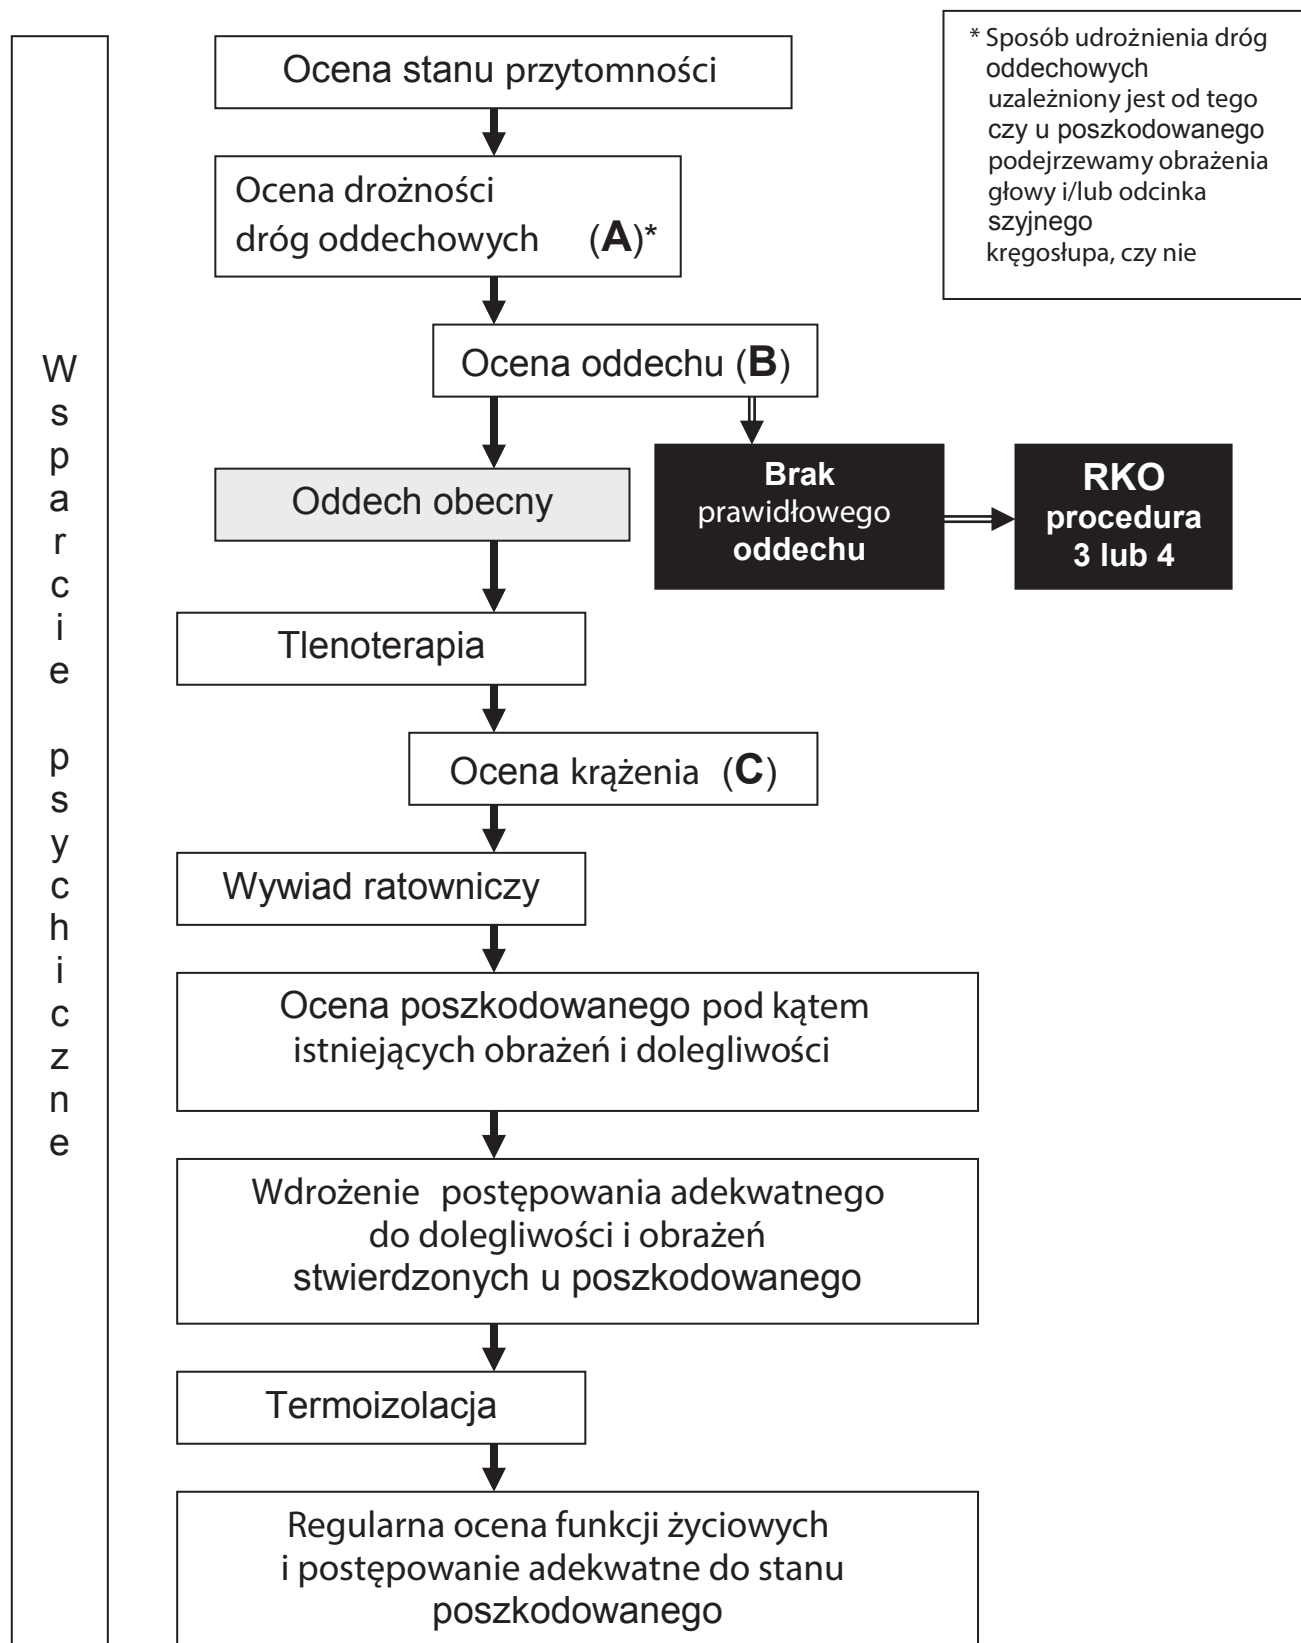 Ocena stanu przytomności
* Sposób udrożnienia dróg
oddechowych
uzależniony jest od tego
czy u poszkodowanego
podejrzewamy obrażenia
głowy i/lub odcinka
szyjnego
kręgosłupa, czy nie
Ocena drożności
dróg oddechowych (A)*
Ocena oddechu (B)
Oddech obecny
Brak
prawidłowego
oddechu
RKO
procedura
3 lub 4
Tlenoterapia
Ocena krążenia (C)
Wywiad ratowniczy
Ocena poszkodowanego pod kątem
istniejących obrażeń i dolegliwości
Wdrożenie postępowania adekwatnego
do dolegliwości i obrażeń
stwierdzonych u poszkodowanego
Termoizolacja
Regularna ocena funkcji życiowych
i postępowanie adekwatne do stanu
poszkodowanego
Wsparcie psychiczne